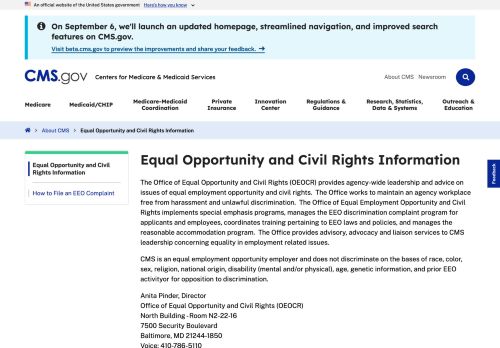 An official website of the United States government Here's how you know
On September 6, we'll launch an updated homepage, streamlined navigation, and improved search
features on CMS.gov.
Visit beta.cms.gov to preview the improvements and share your feedback.
CMS.gov Centers for Medicare & Medicaid Services
About CMS Newsroom
Medicare
Medicaid/CHIP
Medicare-Medicaid
Coordination
Private
Insurance
Innovation
Center
Regulations &
Guidance
Research, Statistics,
Data & Systems
Outreach &
Education
About CMS Equal Opportunity and Civil Rights Information
Equal Opportunity and Civil
Rights Information
How to File an EEO Complaint
Feedback
Equal Opportunity and Civil Rights Information
The Office of Equal Opportunity and Civil Rights (OEOCR) provides agency-wide leadership and advice on
issues of equal employment opportunity and civil rights. The Office works to maintain an agency workplace
free from harassment and unlawful discrimination. The Office of Equal Employment Opportunity and Civil
Rights implements special emphasis programs, manages the EEO discrimination complaint program for
applicants and employees, coordinates training pertaining to EEO laws and policies, and manages the
reasonable accommodation program. The Office provides advisory, advocacy and liaison services to CMS
leadership concerning equality in employment related issues.
CMS is an equal employment opportunity employer and does not discriminate on the bases of race, color,
sex, religion, national origin, disability (mental and/or physical), age, genetic information, and prior EEO
activityor for opposition to discrimination.
Anita Pinder, Director
Office of Equal Opportunity and Civil Rights (OEOCR)
North Building -Room N2-22-16
7500 Security Boulevard
Baltimore, MD 21244-1850
Voice: 410-786-5110